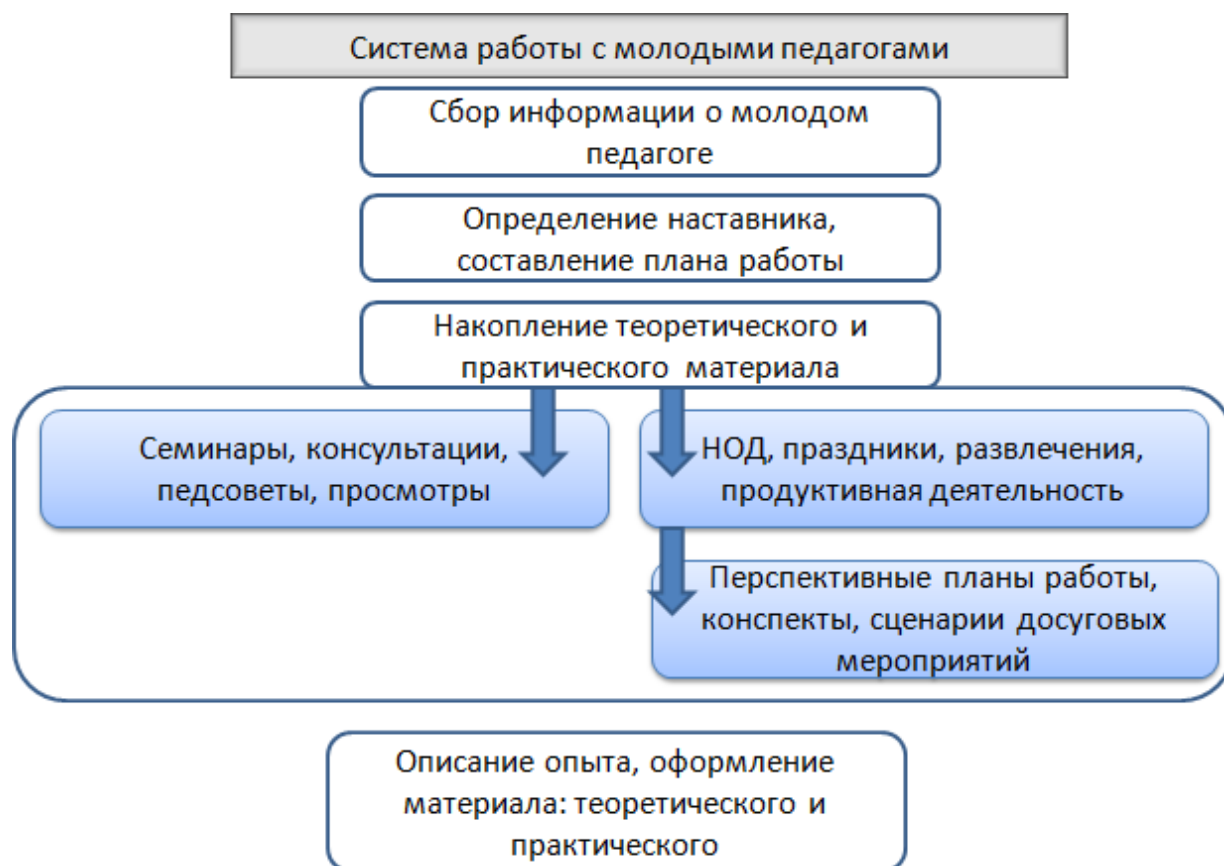 Система работы с молодыми педагогами
Сбор информации о молодом
педагоге
Определение наставника,
составление плана работы
Накопление теоретического и
практического материала
Семинары, консультации,
педсоветы, просмотры
НОД, праздники, развлечения,
продуктивная деятельность
Перспективные планы работы,
конспекты, сценарии досуговых
мероприятий
Описание опыта, оформление
материала: теоретического и
практического